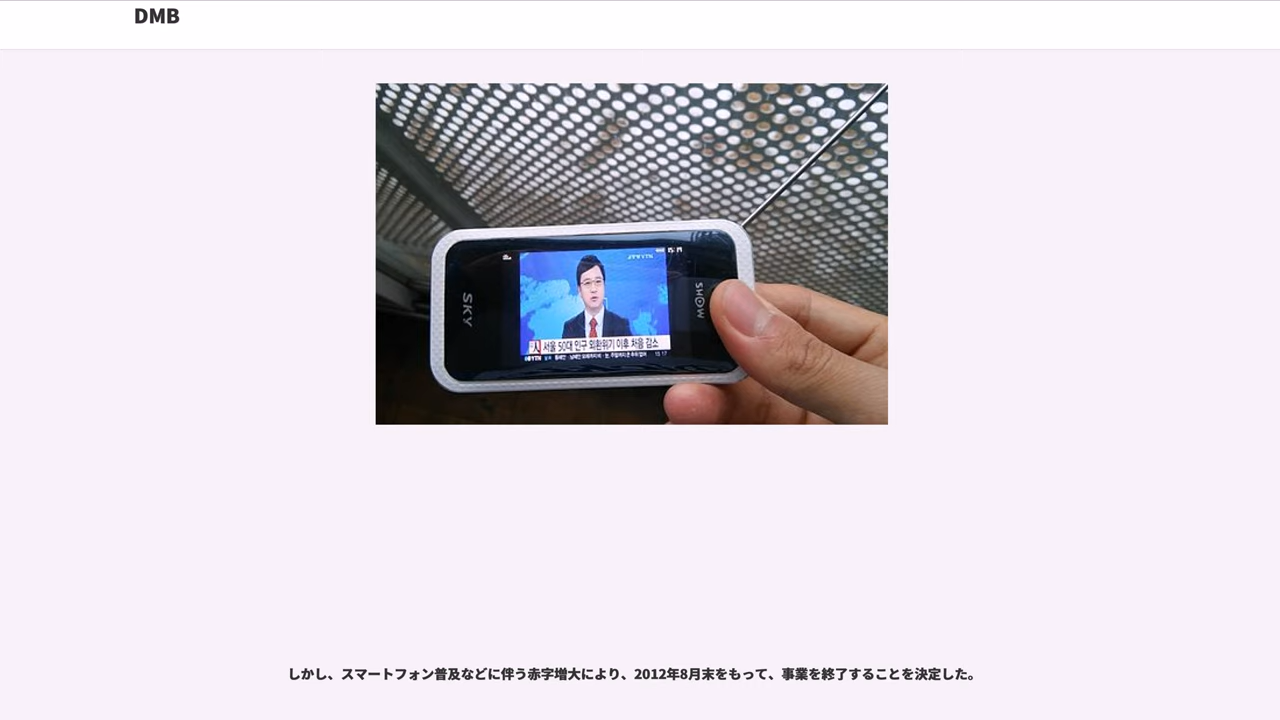 DMB
SKY
SHOW
YTN
서울 50대 인구 외환위기 이후 처음 감소
YTN
しかし、スマートフォン普及などに伴う赤字増大により、2012年8月末をもって、事業を終了することを決定した。